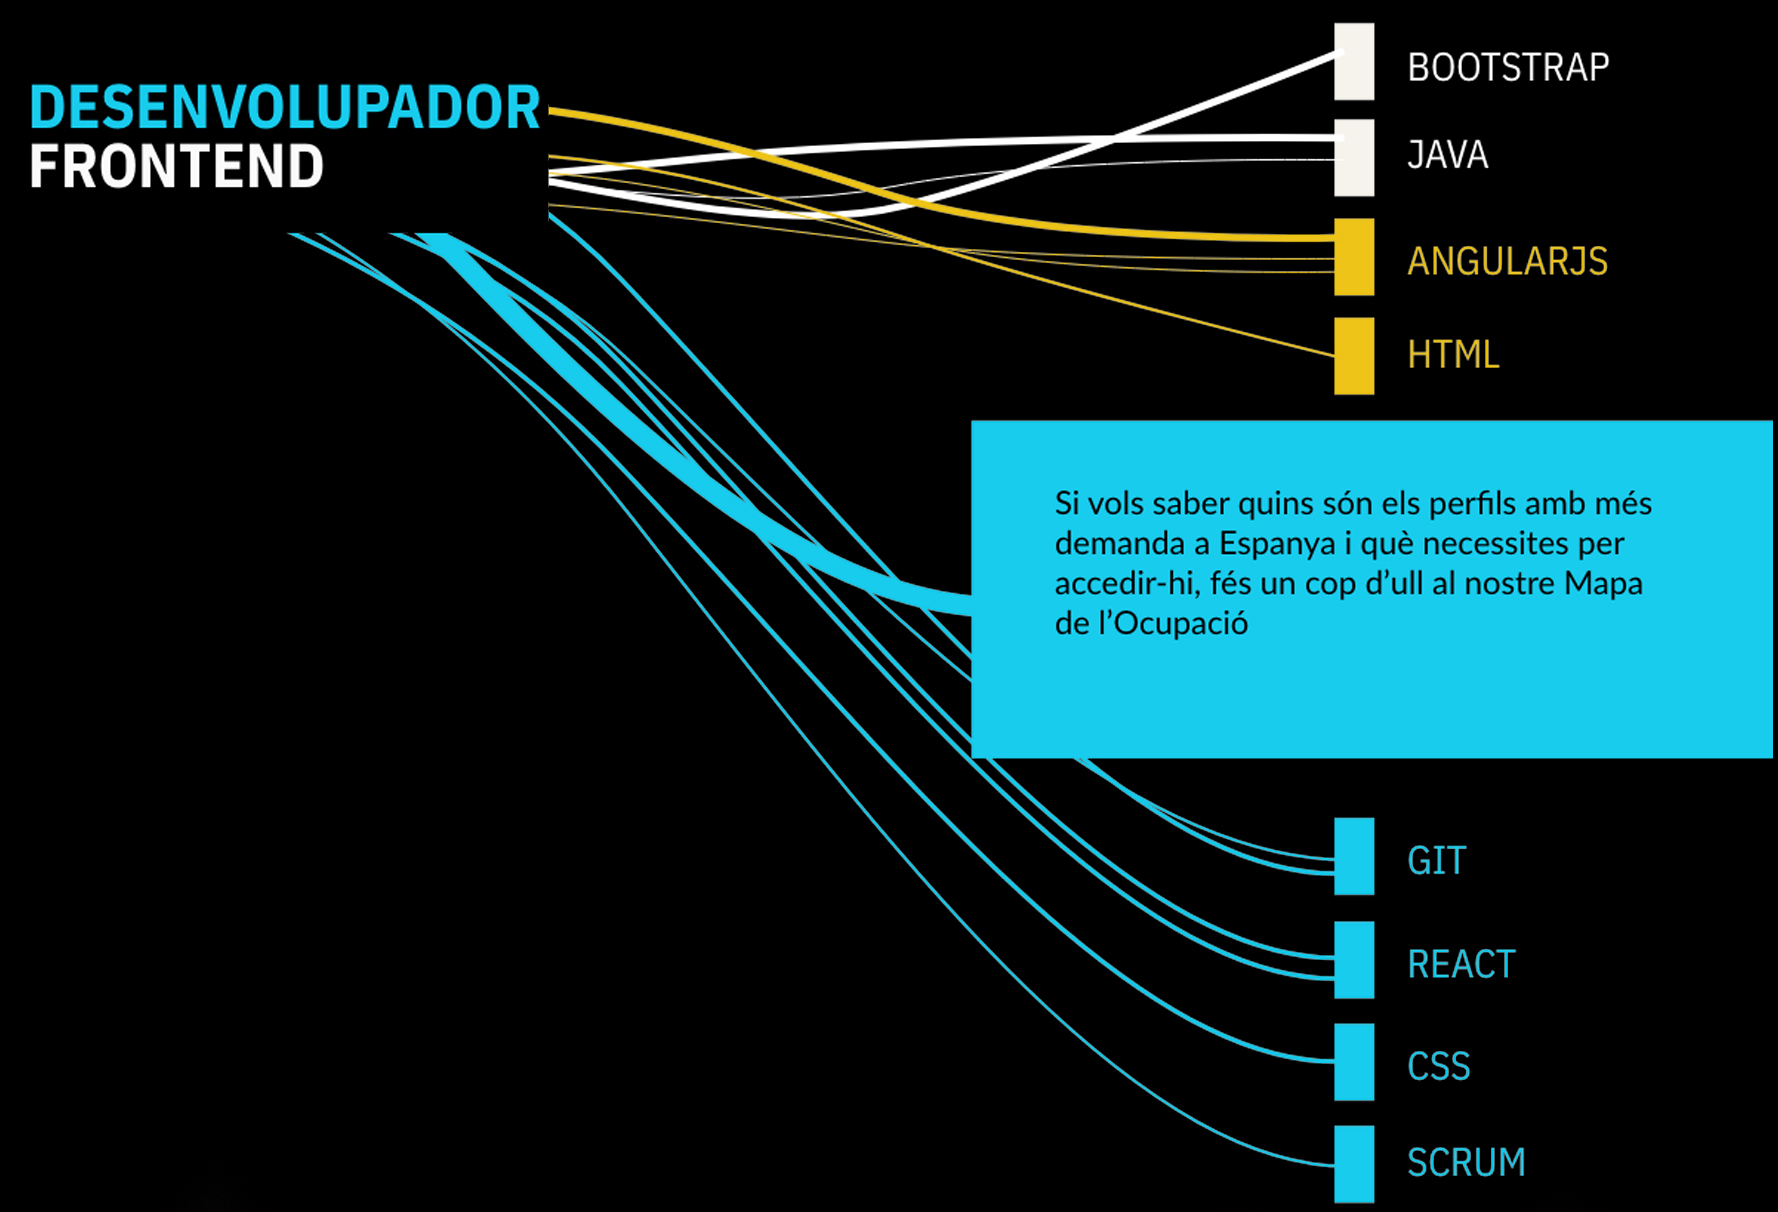 DESENVOLUPADOR
FRONTEND
BOOTSTRAP
JAVA
ANGULARJS
HTML
Si vols saber quins són els perfils amb més
demanda a Espanya i què necessites per
accedir-hi, fés un cop d’ull al nostre Mapa
de l’Ocupació
GIT
REACT
CSS
SCRUM